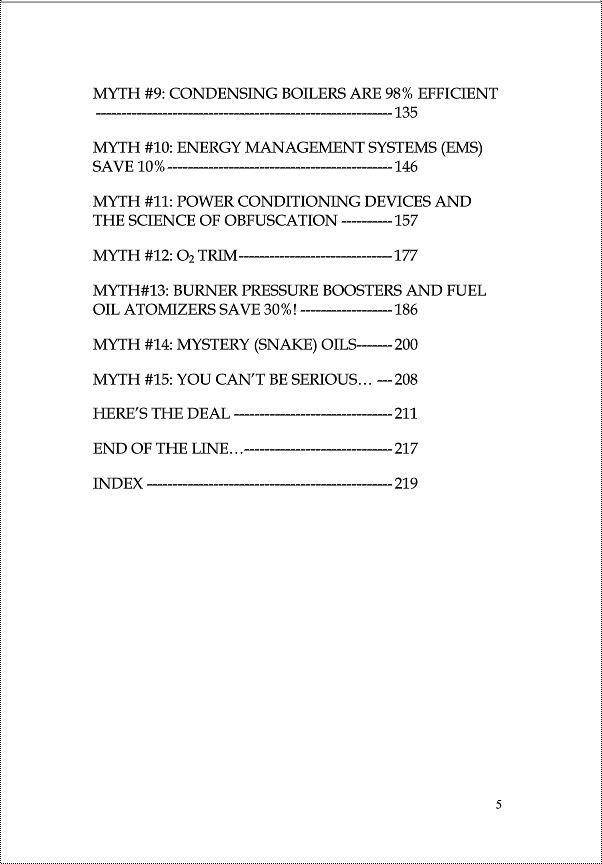 MYTH #9: CONDENSING BOILERS ARE 98% EFFICIENT
---------------------------------------------------------- 135
MYTH #10: ENERGY MANAGEMENT SYSTEMS (EMS)
SAVE 10% -------------------------------------------- 146
MYTH #11: POWER CONDITIONING DEVICES AND
THE SCIENCE OF OBFUSCATION ---------- 157
MYTH #12: O₂ TRIM ------------------------------ 177
MYTH#13: BURNER PRESSURE BOOSTERS AND FUEL
OIL ATOMIZERS SAVE 30%! ------------------ 186
MYTH #14: MYSTERY (SNAKE) OILS ------- 200
MYTH #15: YOU CAN'T BE SERIOUS… --- 208
HERE'S THE DEAL ------------------------------- 211
END OF THE LINE… ----------------------------- 217
INDEX ------------------------------------------------ 219
5